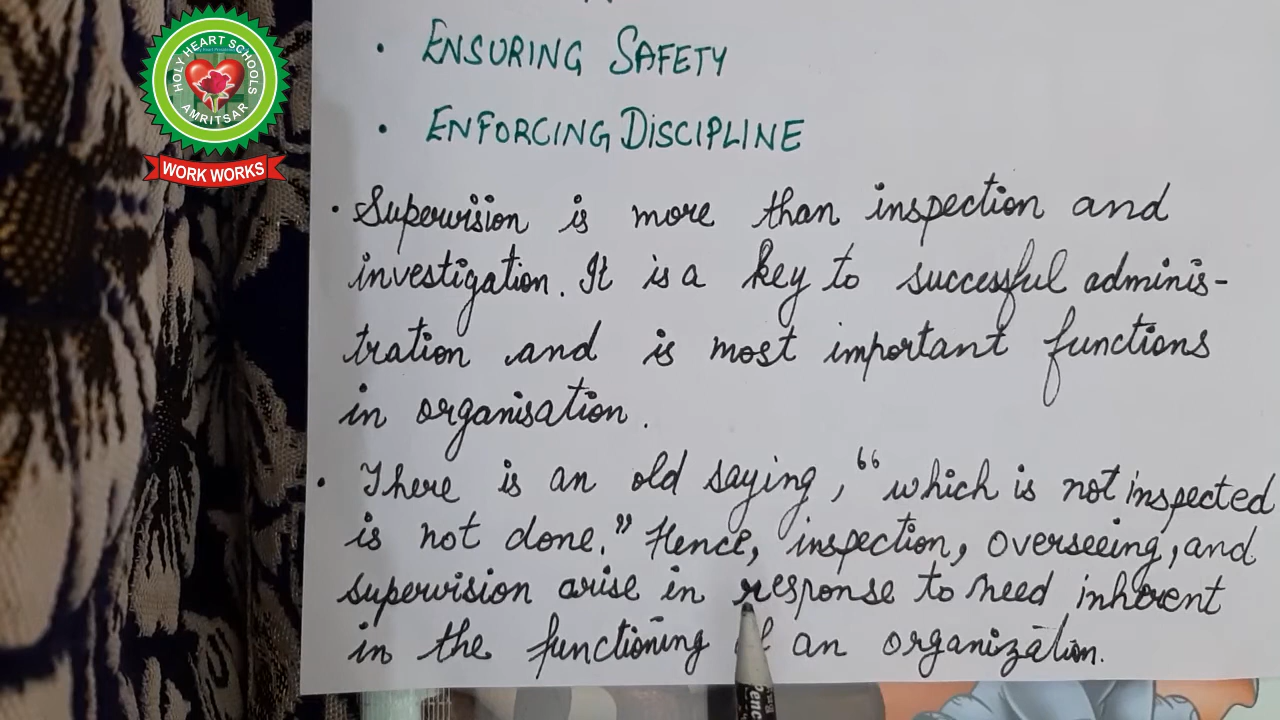 HOLY HEART SCHOOLS
AMRITSAR
WORK WORKS
• ENSURING SAFETY
• ENFORCING DISCIPLINE
• Supervision is more than inspection and
investigation. It is a key to successful adminis-
tration and is most important functions
in organisation.
• There is an old saying, “which is not inspected
is not done.” Hence, inspection, overseeing, and
supervision arise in response to need inherent
in the functioning an organization.